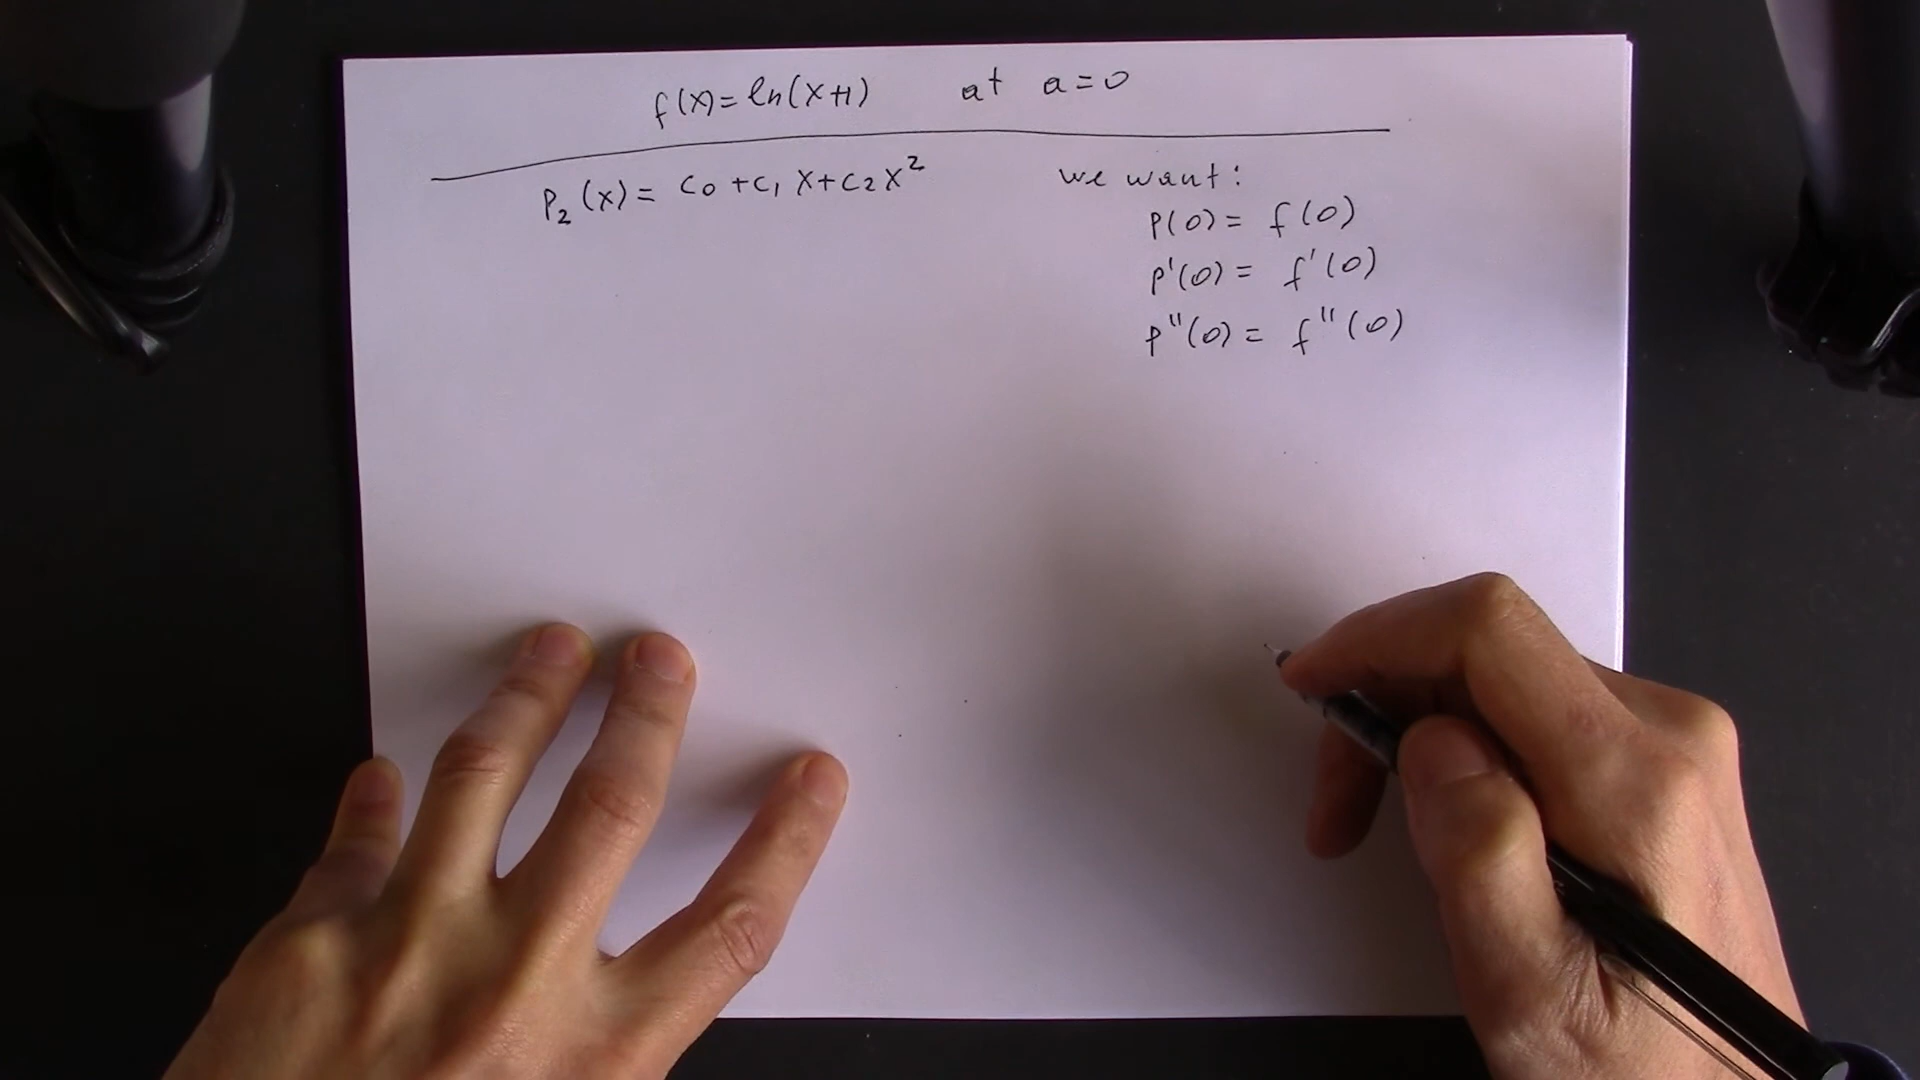 f(x)=ln(x+1) at a=0
P₂(x)= c₀+c₁x+c₂x²
we want:
P(0)= f(0)
P'(0)= f'(0)
P''(0)= f''(0)